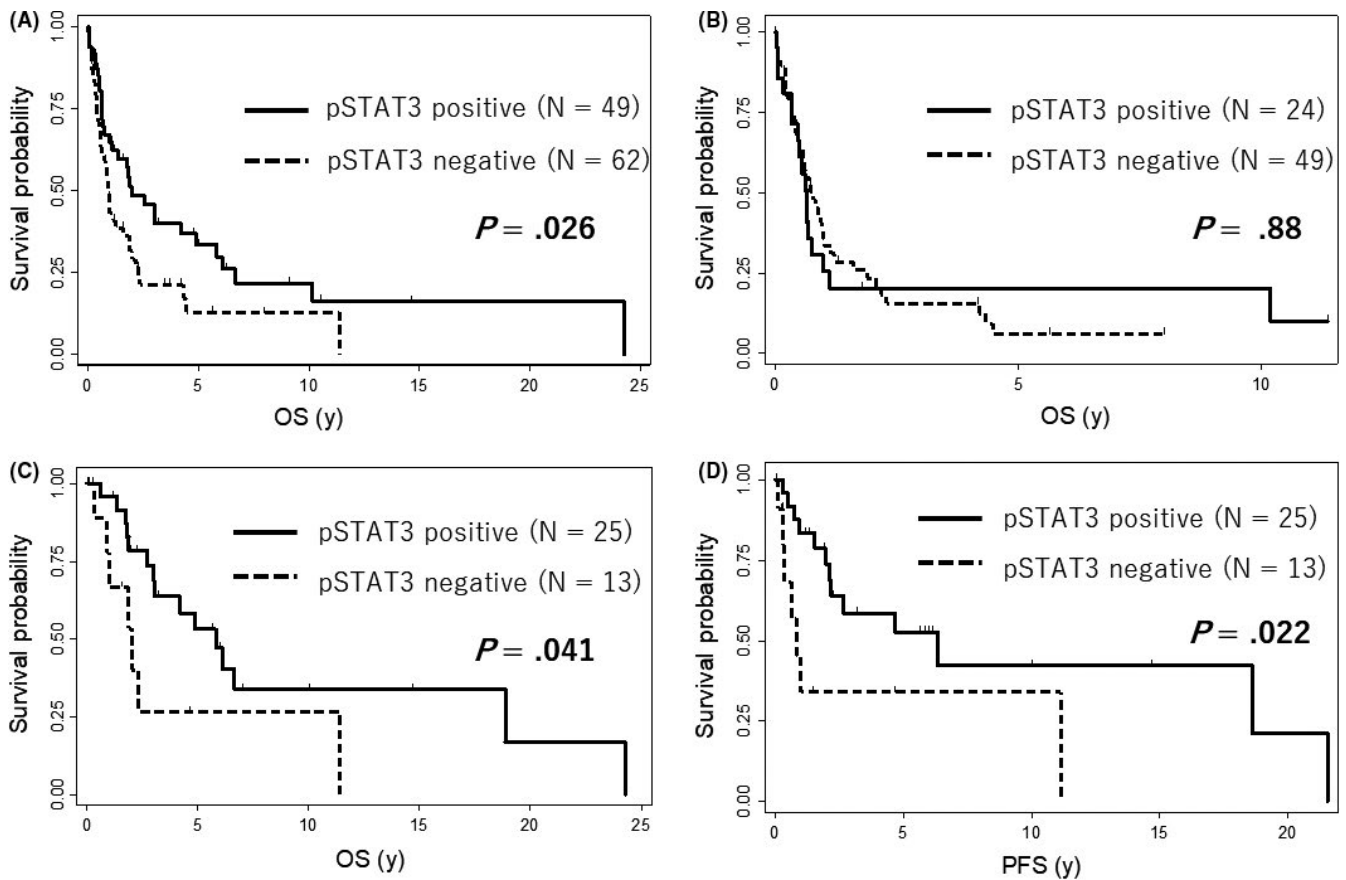 (A)
1.00
0.75
0.50
0.25
0.00
Survival probability
pSTAT3 positive (N = 49)
pSTAT3 negative (N = 62)
P = .026
0 5 10 15 20 25
OS (y)
(B)
1.00
0.75
0.50
0.25
0.00
Survival probability
pSTAT3 positive (N = 24)
pSTAT3 negative (N = 49)
P = .88
0 5 10
OS (y)
(C)
1.00
0.75
0.50
0.25
0.00
Survival probability
pSTAT3 positive (N = 25)
pSTAT3 negative (N = 13)
P = .041
0 5 10 15 20 25
OS (y)
(D)
1.00
0.75
0.50
0.25
0.00
Survival probability
pSTAT3 positive (N = 25)
pSTAT3 negative (N = 13)
P = .022
0 5 10 15 20
PFS (y)